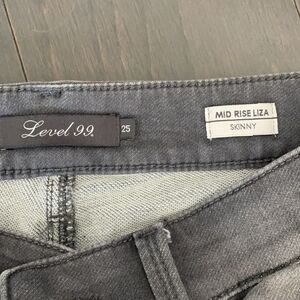 Level 99.
25
MID RISE LIZA
SKINNY